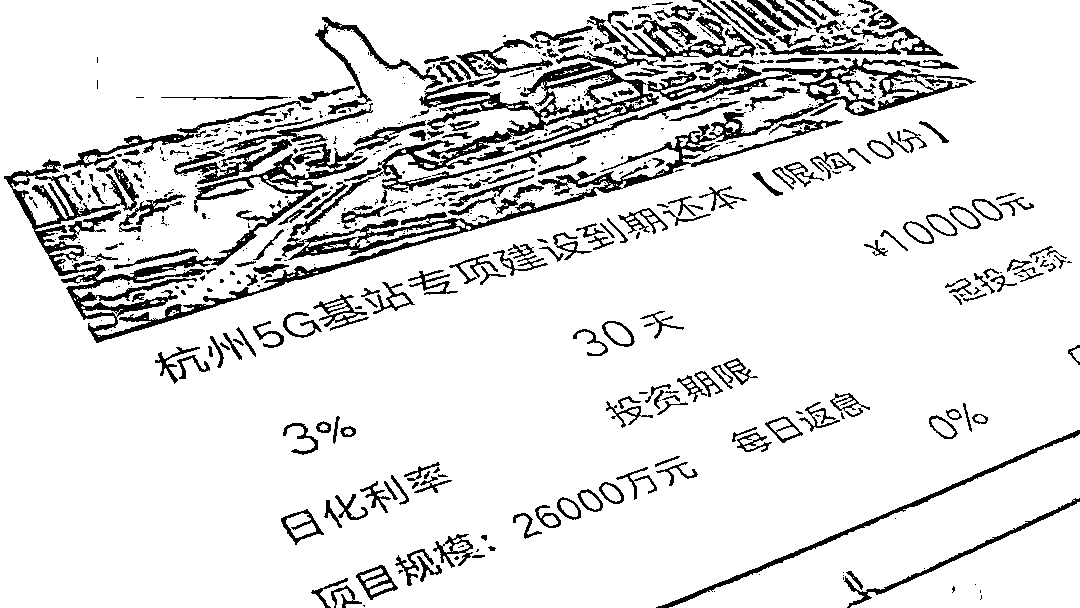 杭州5G基站专项建设到期还本【限购10份】
3% 30天 ¥10000元
日化利率 投资期限 起投金额
项目规模：26000万元 每日返息 0%